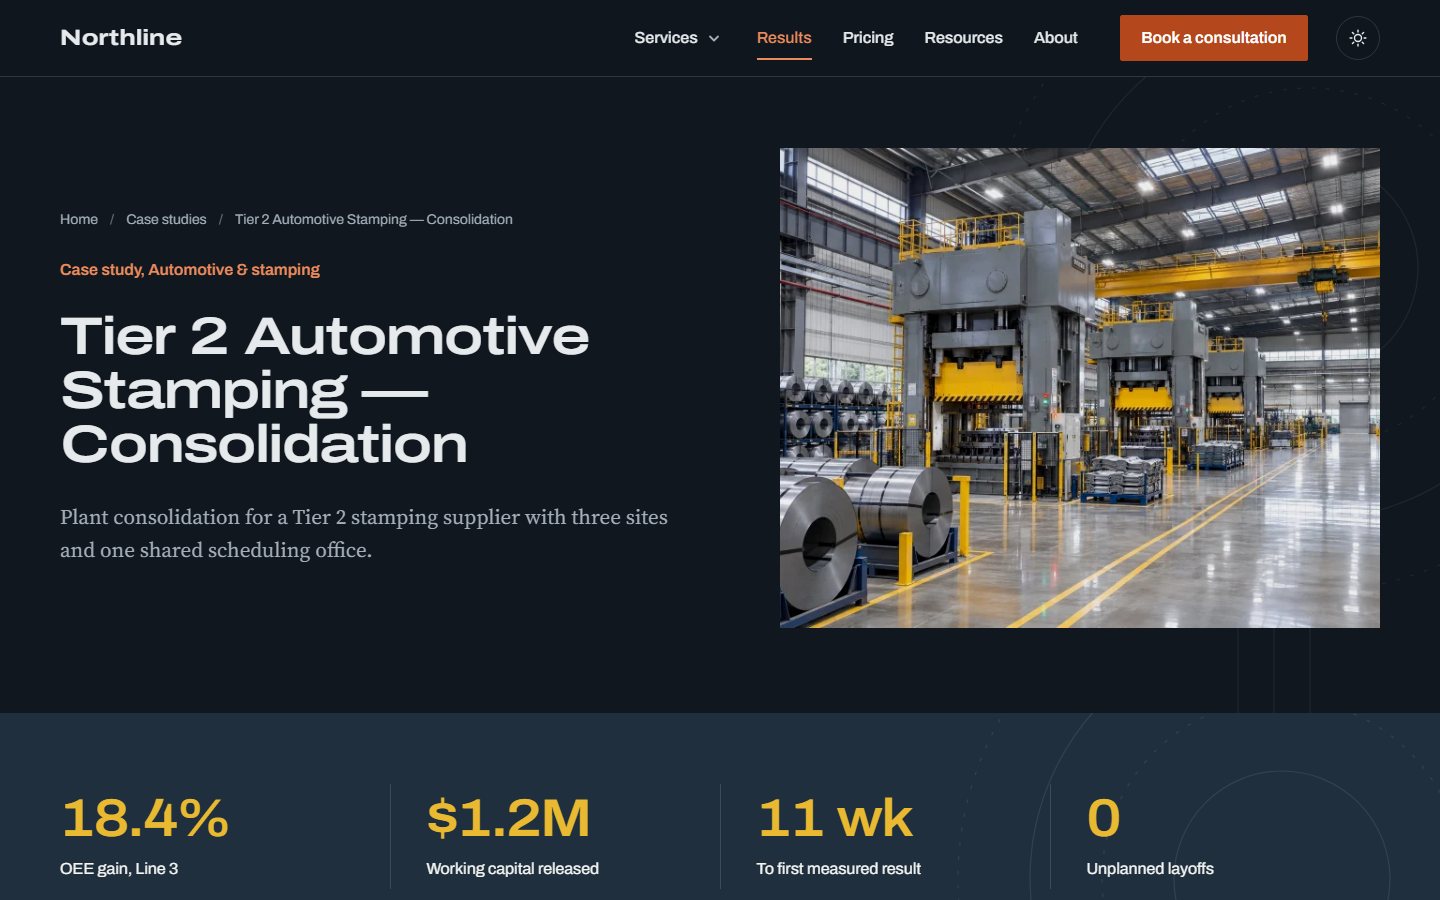 Northline
Services
Results
Pricing
Resources
About
Book a consultation
Home / Case studies / Tier 2 Automotive Stamping — Consolidation
Case study, Automotive & stamping
Tier 2 Automotive
Stamping —
Consolidation
Plant consolidation for a Tier 2 stamping supplier with three sites
and one shared scheduling office.
18.4%
OEE gain, Line 3
$1.2M
Working capital released
11 wk
To first measured result
0
Unplanned layoffs